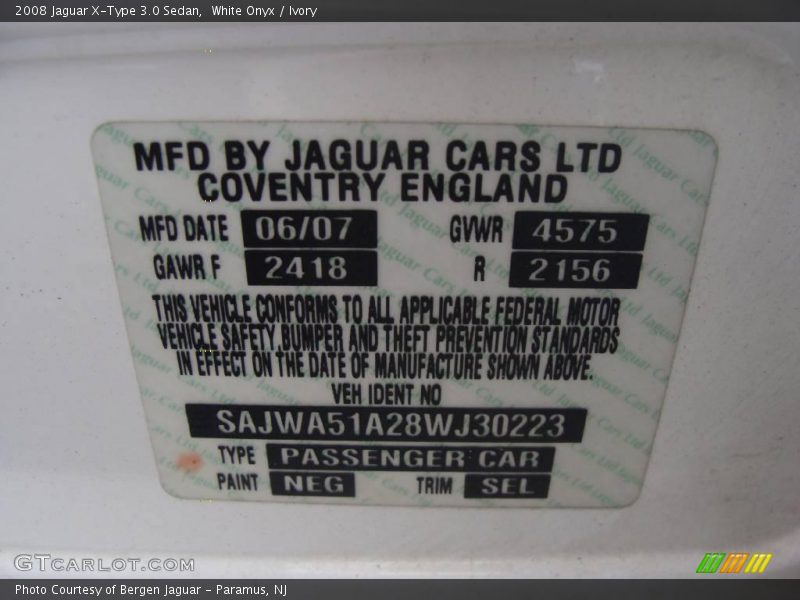 2008 Jaguar X-Type 3.0 Sedan,  White Onyx / Ivory
MFD BY JAGUAR CARS LTD
COVENTRY ENGLAND
MFD DATE 06/07 GVWR 4575
GAWR F 2418 R 2156
THIS VEHICLE CONFORMS TO ALL APPLICABLE FEDERAL MOTOR
VEHICLE SAFETY, BUMPER AND THEFT PREVENTION STANDARDS
IN EFFECT ON THE DATE OF MANUFACTURE SHOWN ABOVE.
VEH IDENT NO
SAJWA51A28WJ30223
TYPE PASSENGER CAR
PAINT NEG TRIM SEL
GTCARLOT.COM
Photo Courtesy of Bergen Jaguar - Paramus, NJ